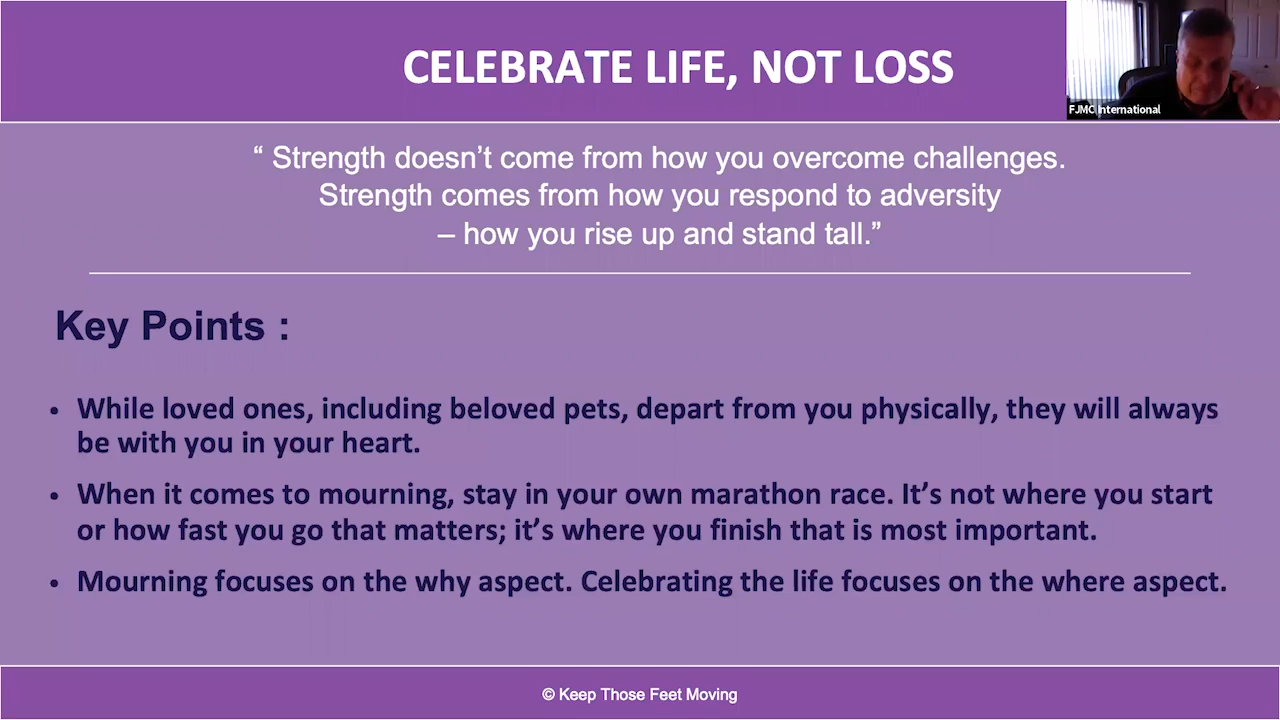 CELEBRATE LIFE, NOT LOSS
FJMC International
“ Strength doesn’t come from how you overcome challenges.
Strength comes from how you respond to adversity
– how you rise up and stand tall.”
Key Points :
• While loved ones, including beloved pets, depart from you physically, they will always
be with you in your heart.
• When it comes to mourning, stay in your own marathon race. It’s not where you start
or how fast you go that matters; it’s where you finish that is most important.
• Mourning focuses on the why aspect. Celebrating the life focuses on the where aspect.
© Keep Those Feet Moving